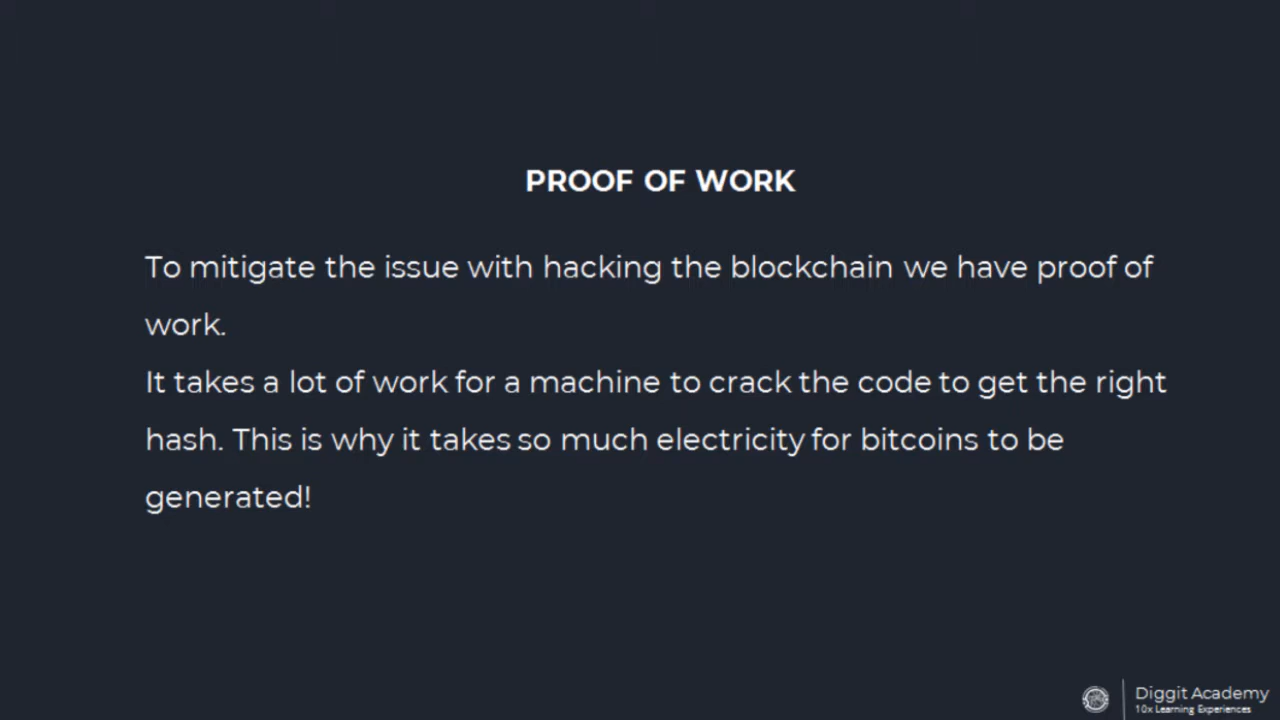 PROOF OF WORK
To mitigate the issue with hacking the blockchain we have proof of
work.
It takes a lot of work for a machine to crack the code to get the right
hash. This is why it takes so much electricity for bitcoins to be
generated!
Diggit Academy
10x Learning Experiences